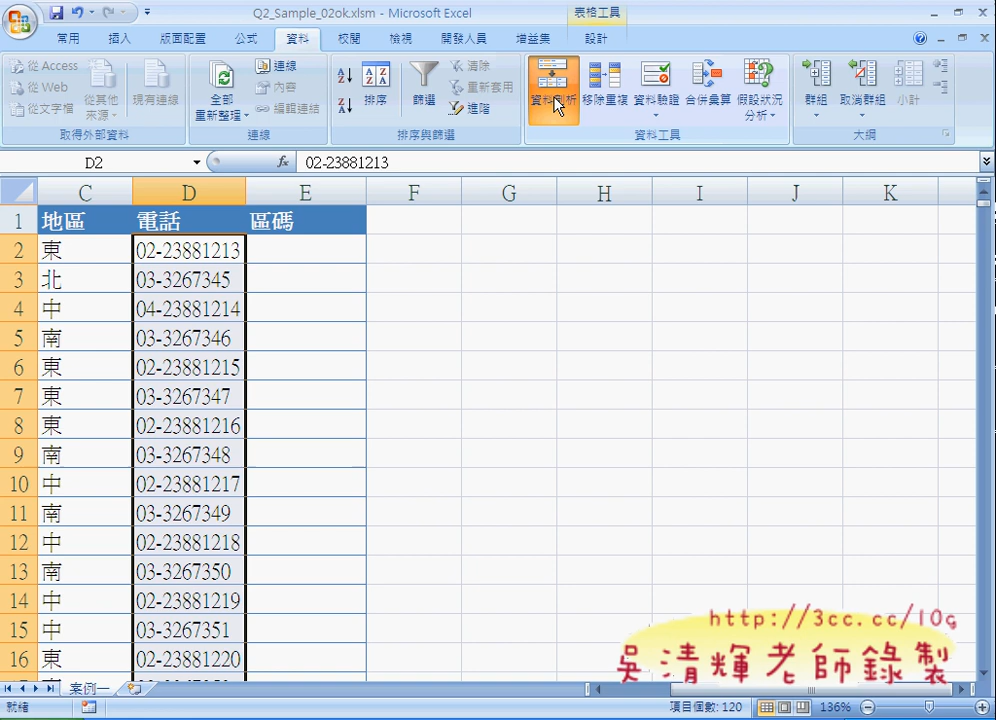 Q2_Sample_02ok.xlsm - Microsoft Excel
表格工具
常用 插入 版面配置 公式 資料 校閱 檢視 開發人員 增益集 設計
從 Access
從 Web
從文字檔
從其他來源
現有連線
取得外部資料
全部重新整理
連線
內容
編輯連結
連線
排序
篩選
清除
重新套用
進階
排序與篩選
資料剖析
移除重複
資料驗證
合併彙算
假設狀況分析
資料工具
群組
取消群組
小計
大綱
D2 fx 02-23881213
C D E F G H I J K
1 地區 電話 區碼
2 東 02-23881213
3 北 03-3267345
4 中 04-23881214
5 南 03-3267346
6 東 02-23881215
7 東 03-3267347
8 東 02-23881216
9 南 03-3267348
10 中 02-23881217
11 南 03-3267349
12 中 02-23881218
13 南 03-3267350
14 中 02-23881219
15 中 03-3267351
16 東 02-23881220
http://3cc.cc/10g
吳清輝老師錄製
案例一
就緒
項目個數: 120
136%